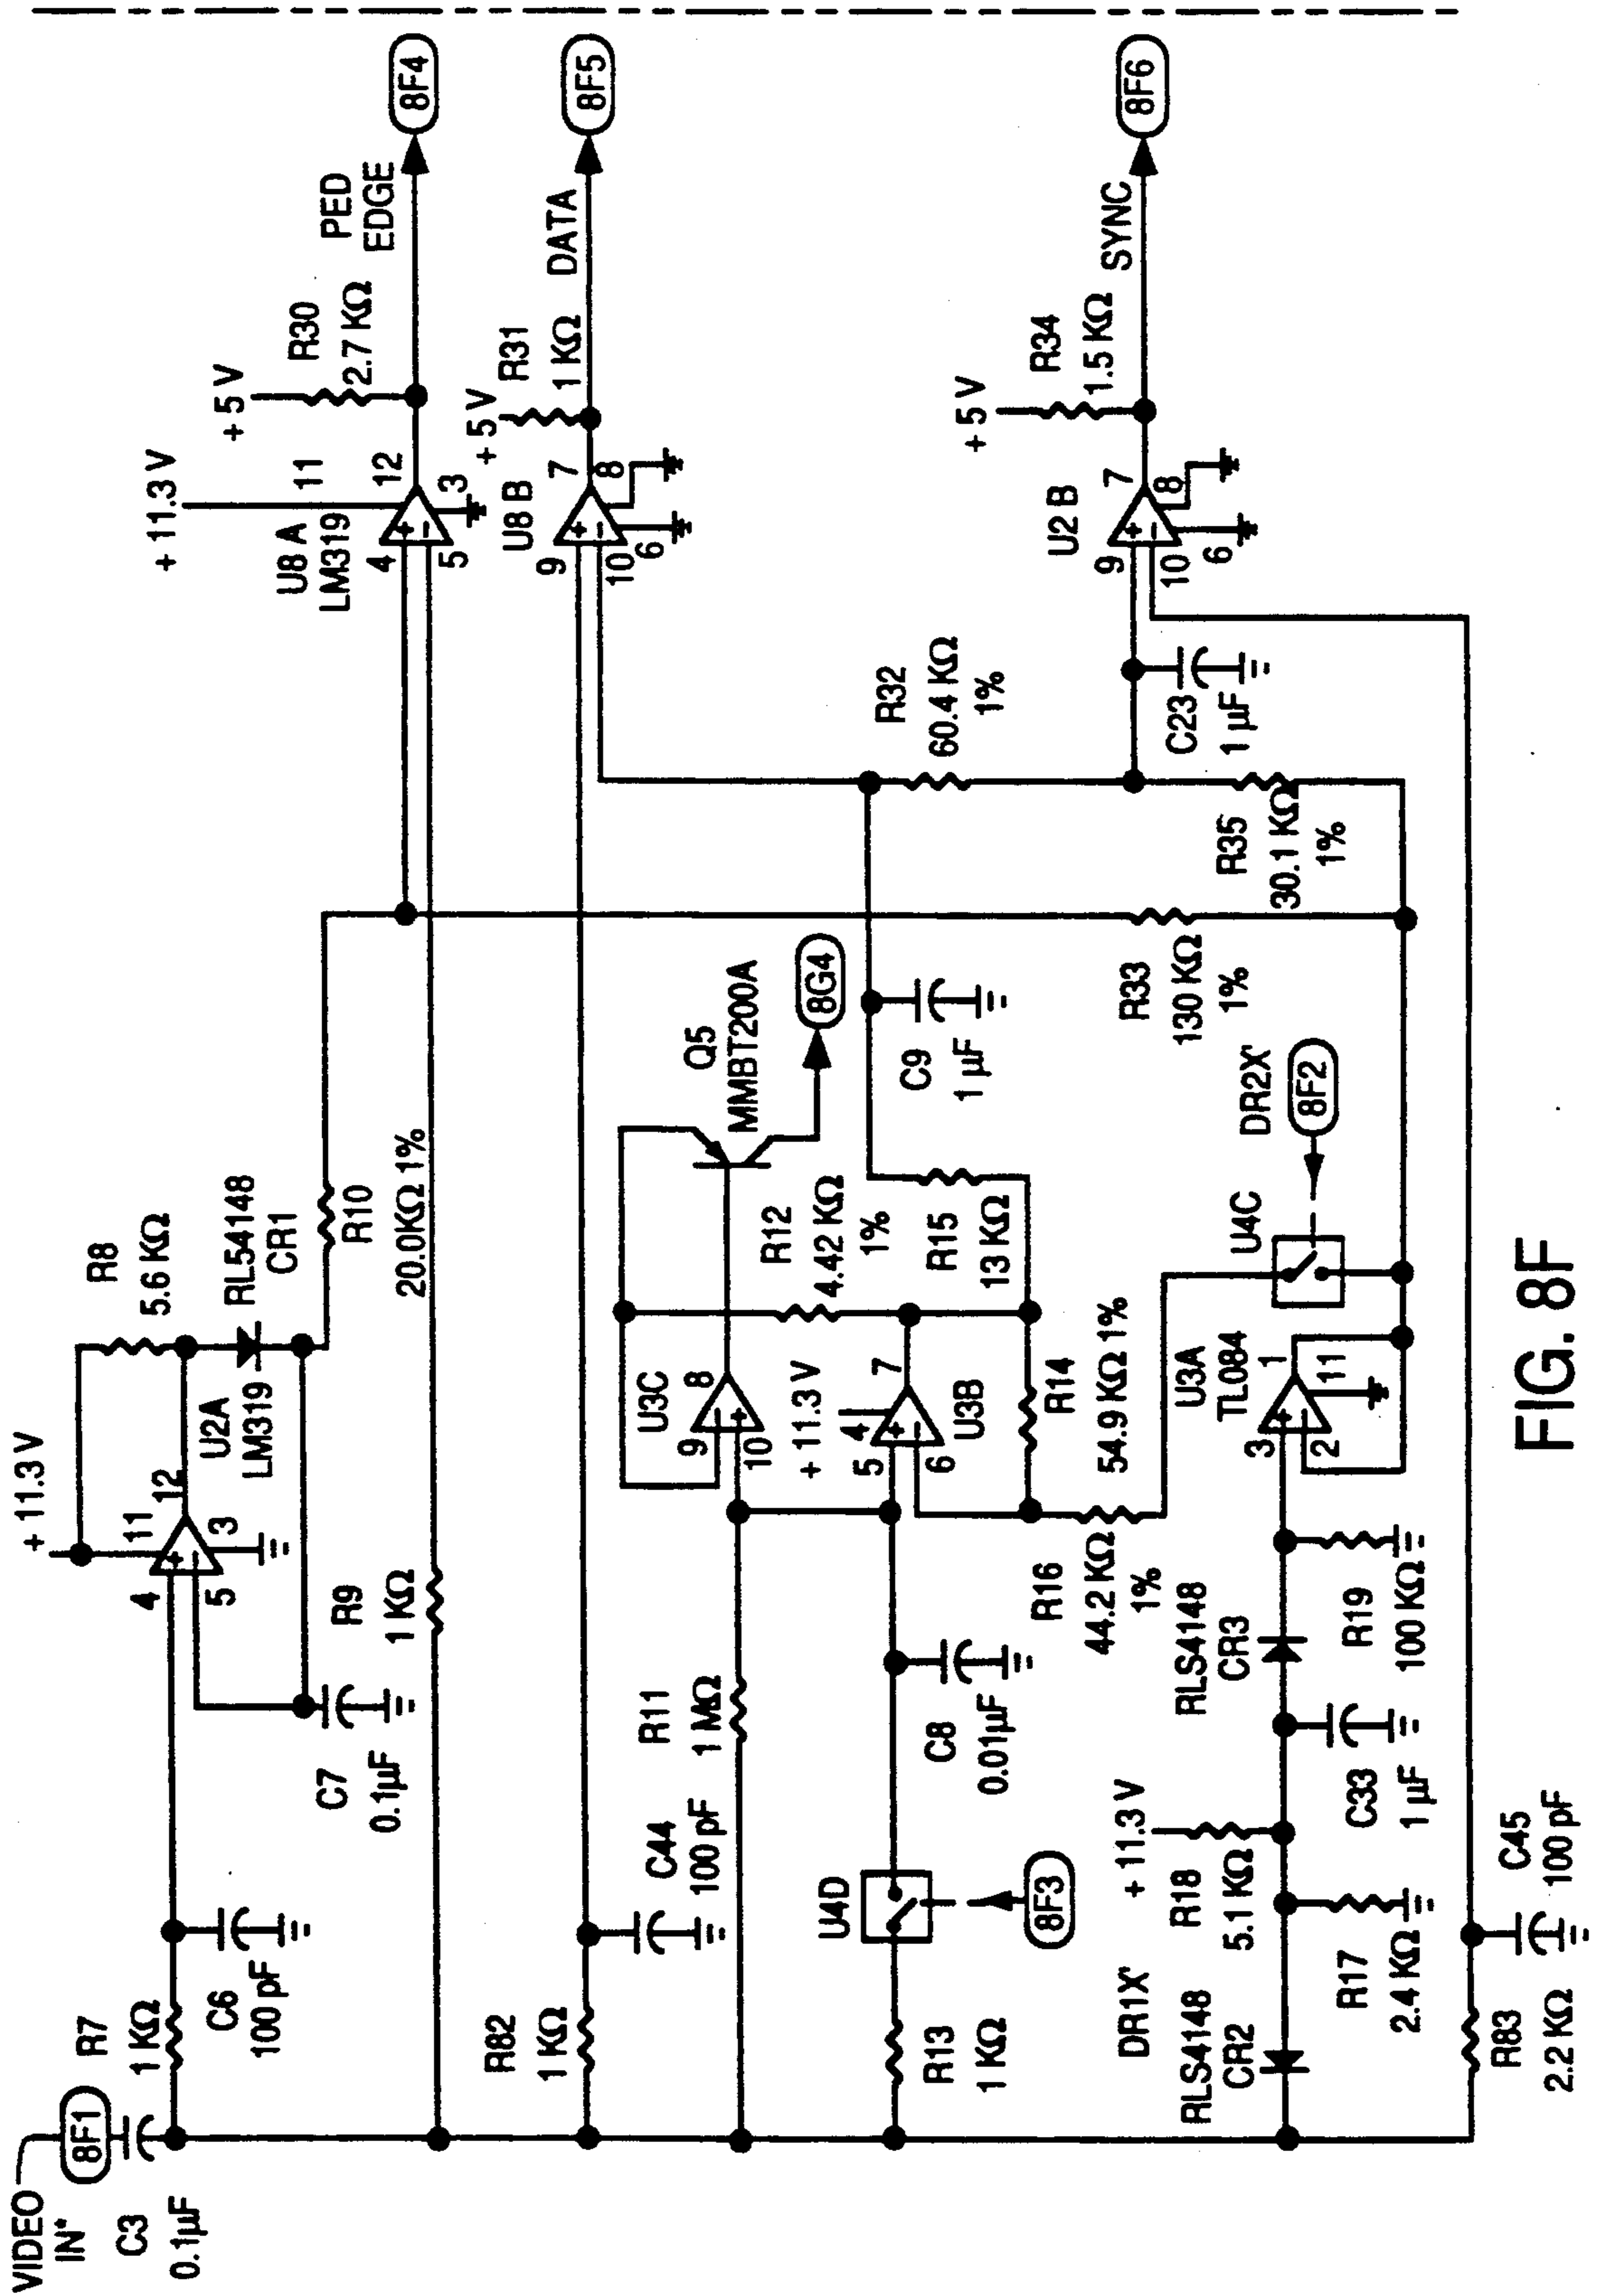 VIDEO
IN*
8F1
C3
0.1µF
R7
1 KΩ
C6
100 pF
+ 11.3 V
4
5
11
12
3
U2A
LM319
R8
5.6 KΩ
RL54148
CR1
C7
0.1µF
R9
1 KΩ
R10
20.0KΩ 1%
+ 11.3 V
U8 A
LM319
11
4
5
12
3
+ 5 V
R30
2.7 KΩ
PED
EDGE
8F4
R82
1 KΩ
C44
100 pF
U8 B
9
10
7
8
6
+ 5 V
R31
1 KΩ
DATA
8F5
R11
1 MΩ
U3C
9
10
8
Q5
MMBT200A
8G4
R12
4.42 KΩ
1%
+ 11.3 V
4
5
6
7
U3B
R13
1 KΩ
U4D
8F3
C8
0.01µF
R14
54.9 KΩ 1%
R15
13 KΩ
C9
1 µF
R16
44.2 KΩ
1%
R32
60.4 KΩ
1%
R33
130 KΩ
1%
R35
30.1 KΩ
1%
C23
1 µF
U2 B
9
10
7
8
6
+ 5 V
R34
1.5 KΩ
SYNC
8F6
DR1X'
RLS4148
CR2
R17
2.4 KΩ
+ 11.3 V
R18
5.1 KΩ
C33
1 µF
RLS4148
CR3
R19
100 KΩ
U3A
TL084
3
2
1
11
U4C
DR2X'
8F2
R83
2.2 KΩ
C45
100 pF
FIG. 8F